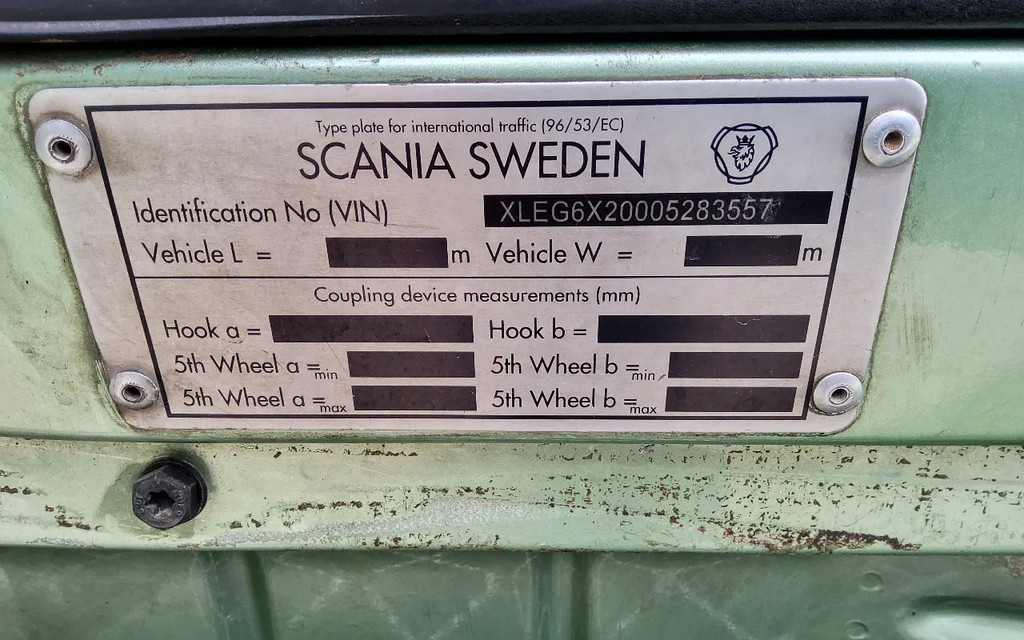 Type plate for international traffic (96/53/EC)
SCANIA SWEDEN
Identification No (VIN) XLEG6X20005283557
Vehicle L = m Vehicle W = m
Coupling device measurements (mm)
Hook a = Hook b =
5th Wheel a =min 5th Wheel b =min
5th Wheel a =max 5th Wheel b =max